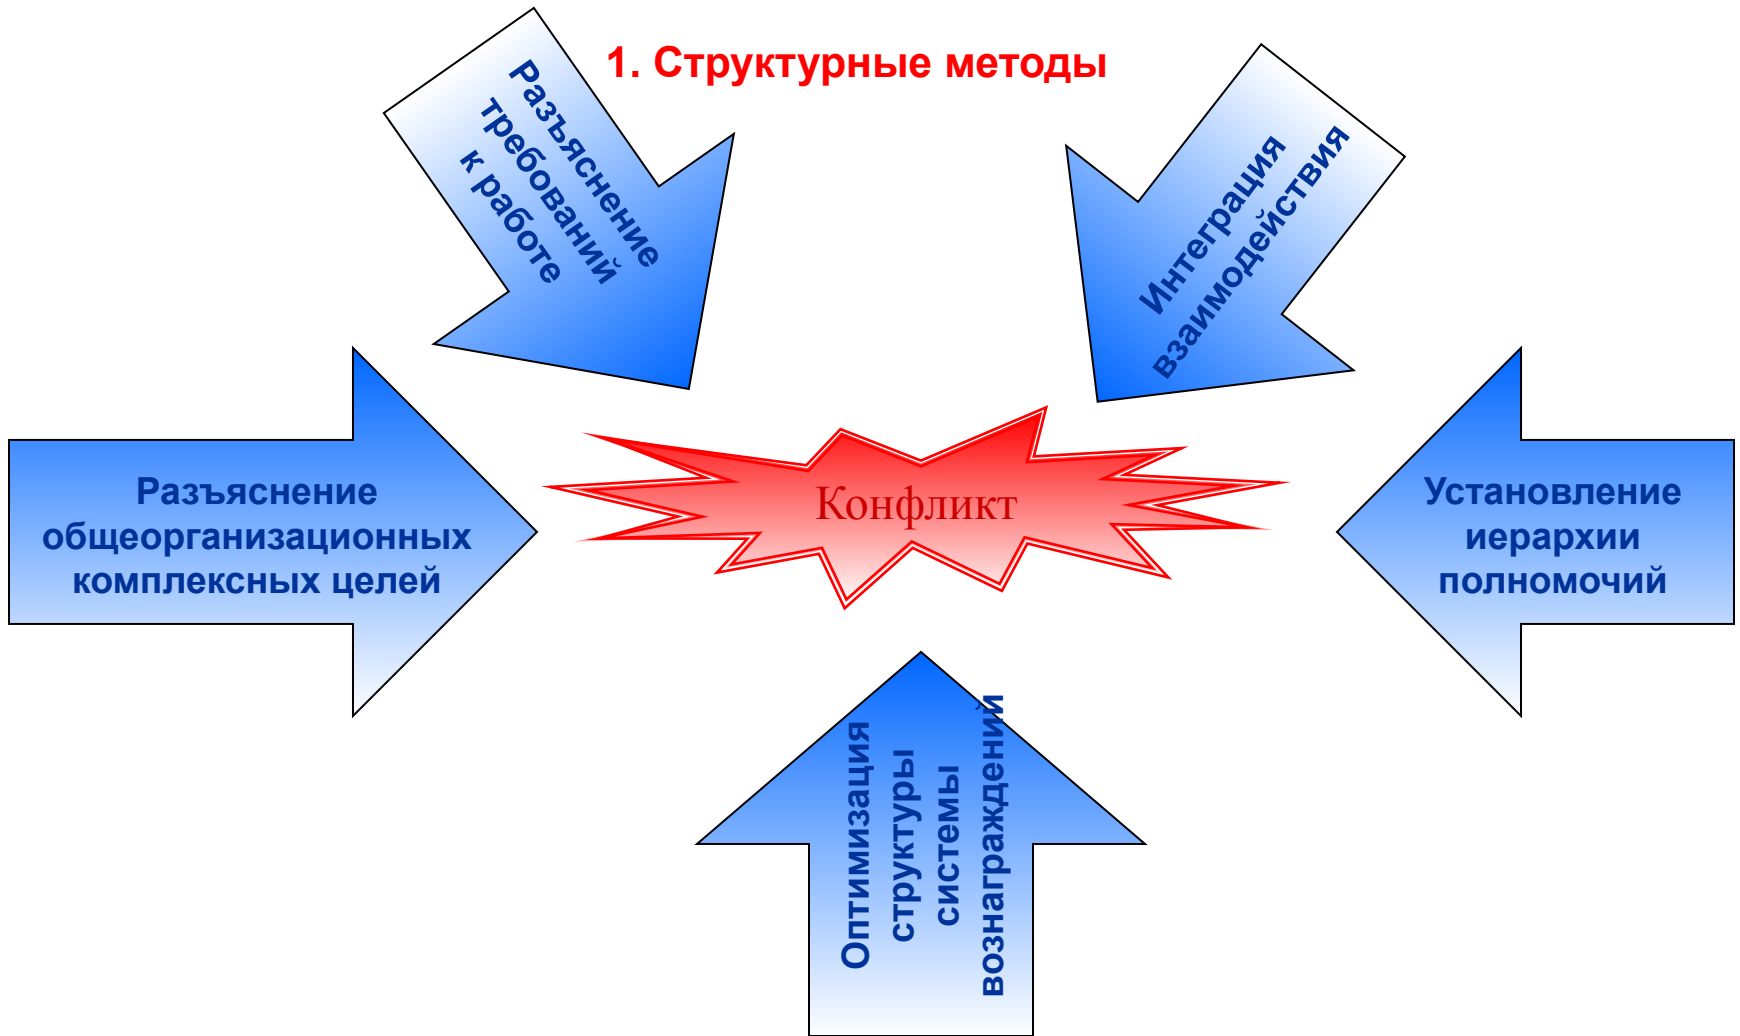 1. Структурные методы
Разъяснение
требований
к работе
Интеграция
взаимодействия
Разъяснение
общеорганизационных
комплексных целей
Конфликт
Установление
иерархии
полномочий
Оптимизация
структуры
системы
вознаграждений